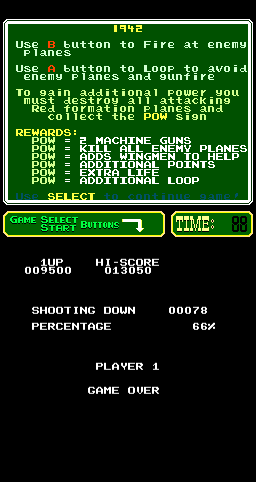 1942
Use B button to Fire at enemy
planes
Use A button to Loop to avoid
enemy planes and gunfire
To gain additional power you
must destroy all attacking
Red formation planes and
collect the POW sign
REWARDS:
POW = 2 MACHINE GUNS
POW = KILL ALL ENEMY PLANES
POW = ADDS WINGMEN TO HELP
POW = ADDITIONAL POINTS
POW = EXTRA LIFE
POW = ADDITIONAL LOOP
SELECT
GAME SELECT BUTTONS
START
TIME: 88
1UP HI-SCORE
009500 013050
SHOOTING DOWN 00078
PERCENTAGE 66%
PLAYER 1
GAME OVER